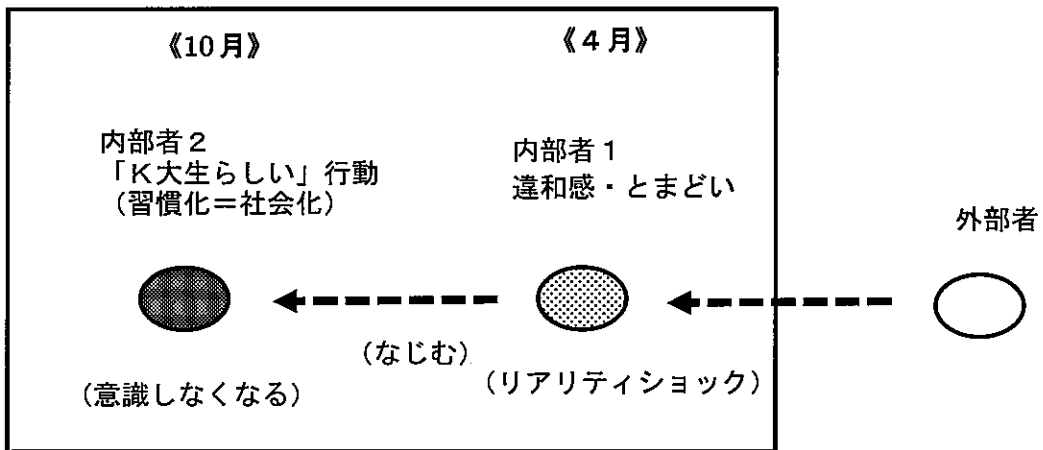 《10月》
《4月》
内部者2
「K大生らしい」行動
(習慣化=社会化)
内部者1
違和感・とまどい
外部者
(なじむ)
(意識しなくなる)
(リアリティショック)